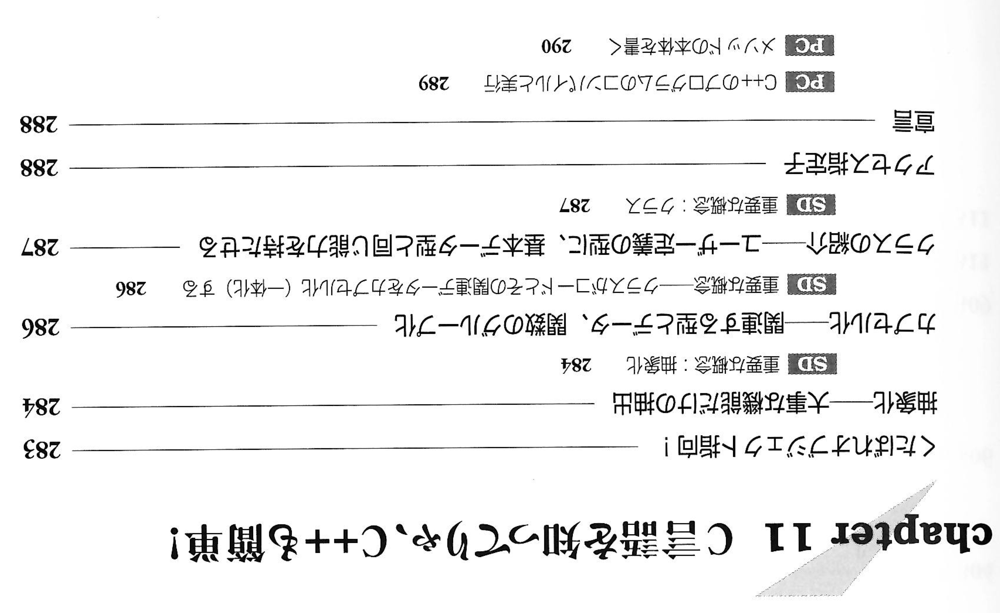 chapter 11 C言語を知ってりゃ、C++も簡単!
くたばれオブジェクト指向! 283
抽象化——大事な機能だけの抽出 284
SD 重要な概念：抽象化 284
カプセル化——関連する型とデータ、関数のグループ化 286
SD 重要な概念——クラスがコードとその関連データをカプセル化（一体化）する 286
クラスの紹介——ユーザー定義の型に、基本データ型と同じ能力を持たせる 287
SD 重要な概念：クラス 287
アクセス指定子 288
宣言 288
PC C++のプログラムのコンパイルと実行 289
PC メソッドの本体を書く 290